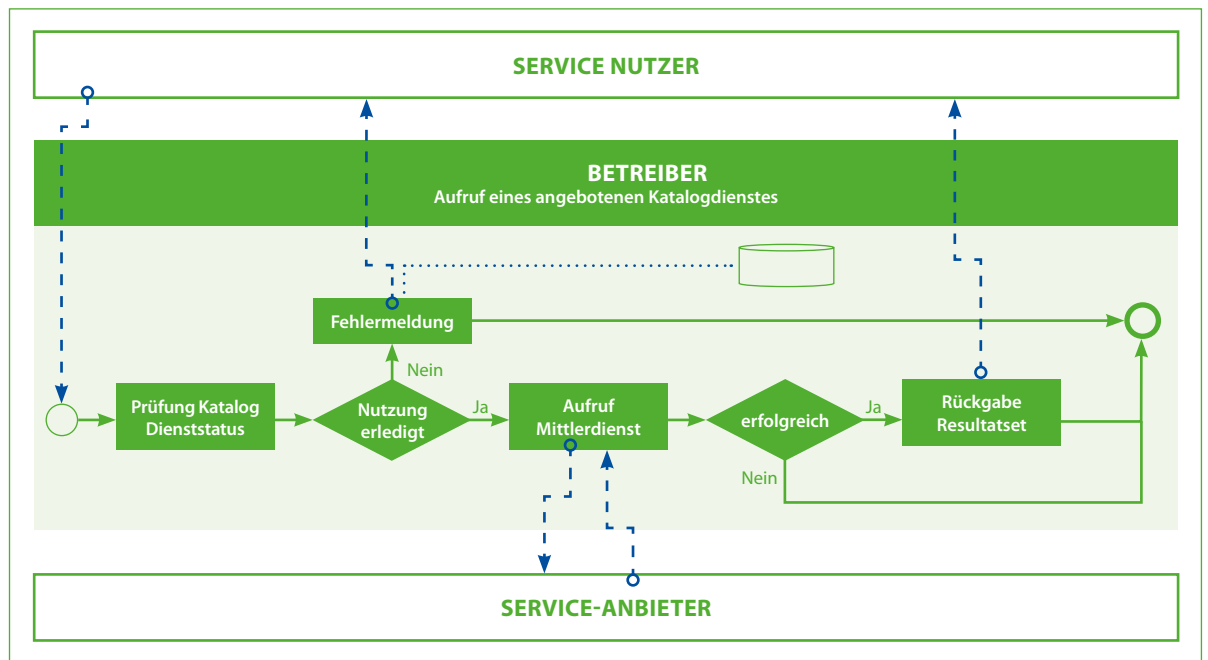 SERVICE NUTZER
BETREIBER
Aufruf eines angebotenen Katalogdienstes
Fehlermeldung
Nein
Prüfung Katalog
Dienststatus
Nutzung
erledigt
Ja
Aufruf
Mittlerdienst
erfolgreich
Ja
Rückgabe
Resultatset
Nein
SERVICE-ANBIETER